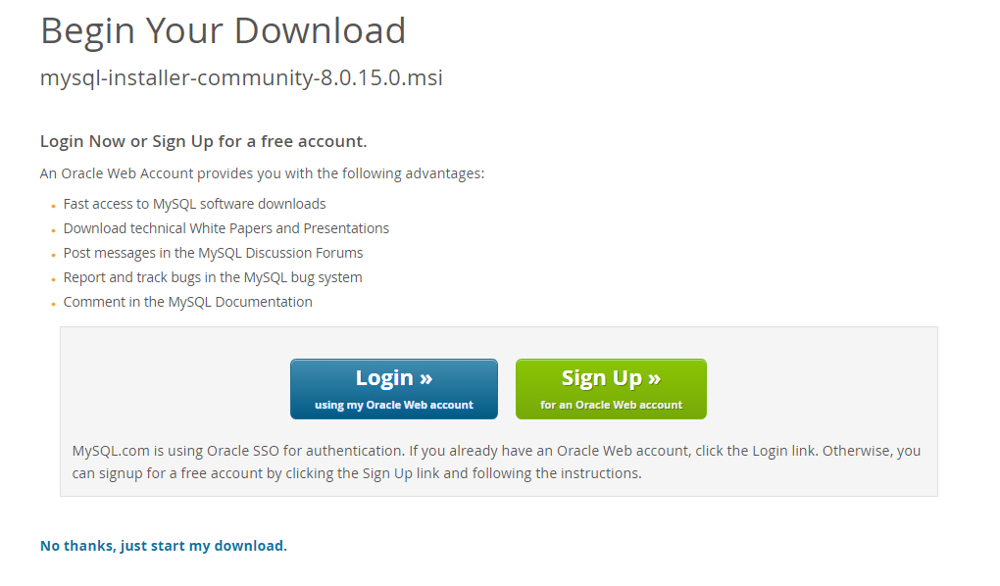 Begin Your Download
mysql-installer-community-8.0.15.0.msi
Login Now or Sign Up for a free account.
An Oracle Web Account provides you with the following advantages:
Fast access to MySQL software downloads
Download technical White Papers and Presentations
Post messages in the MySQL Discussion Forums
Report and track bugs in the MySQL bug system
Comment in the MySQL Documentation
Login »
using my Oracle Web account
Sign Up »
for an Oracle Web account
MySQL.com is using Oracle SSO for authentication. If you already have an Oracle Web account, click the Login link. Otherwise, you
can signup for a free account by clicking the Sign Up link and following the instructions.
No thanks, just start my download.